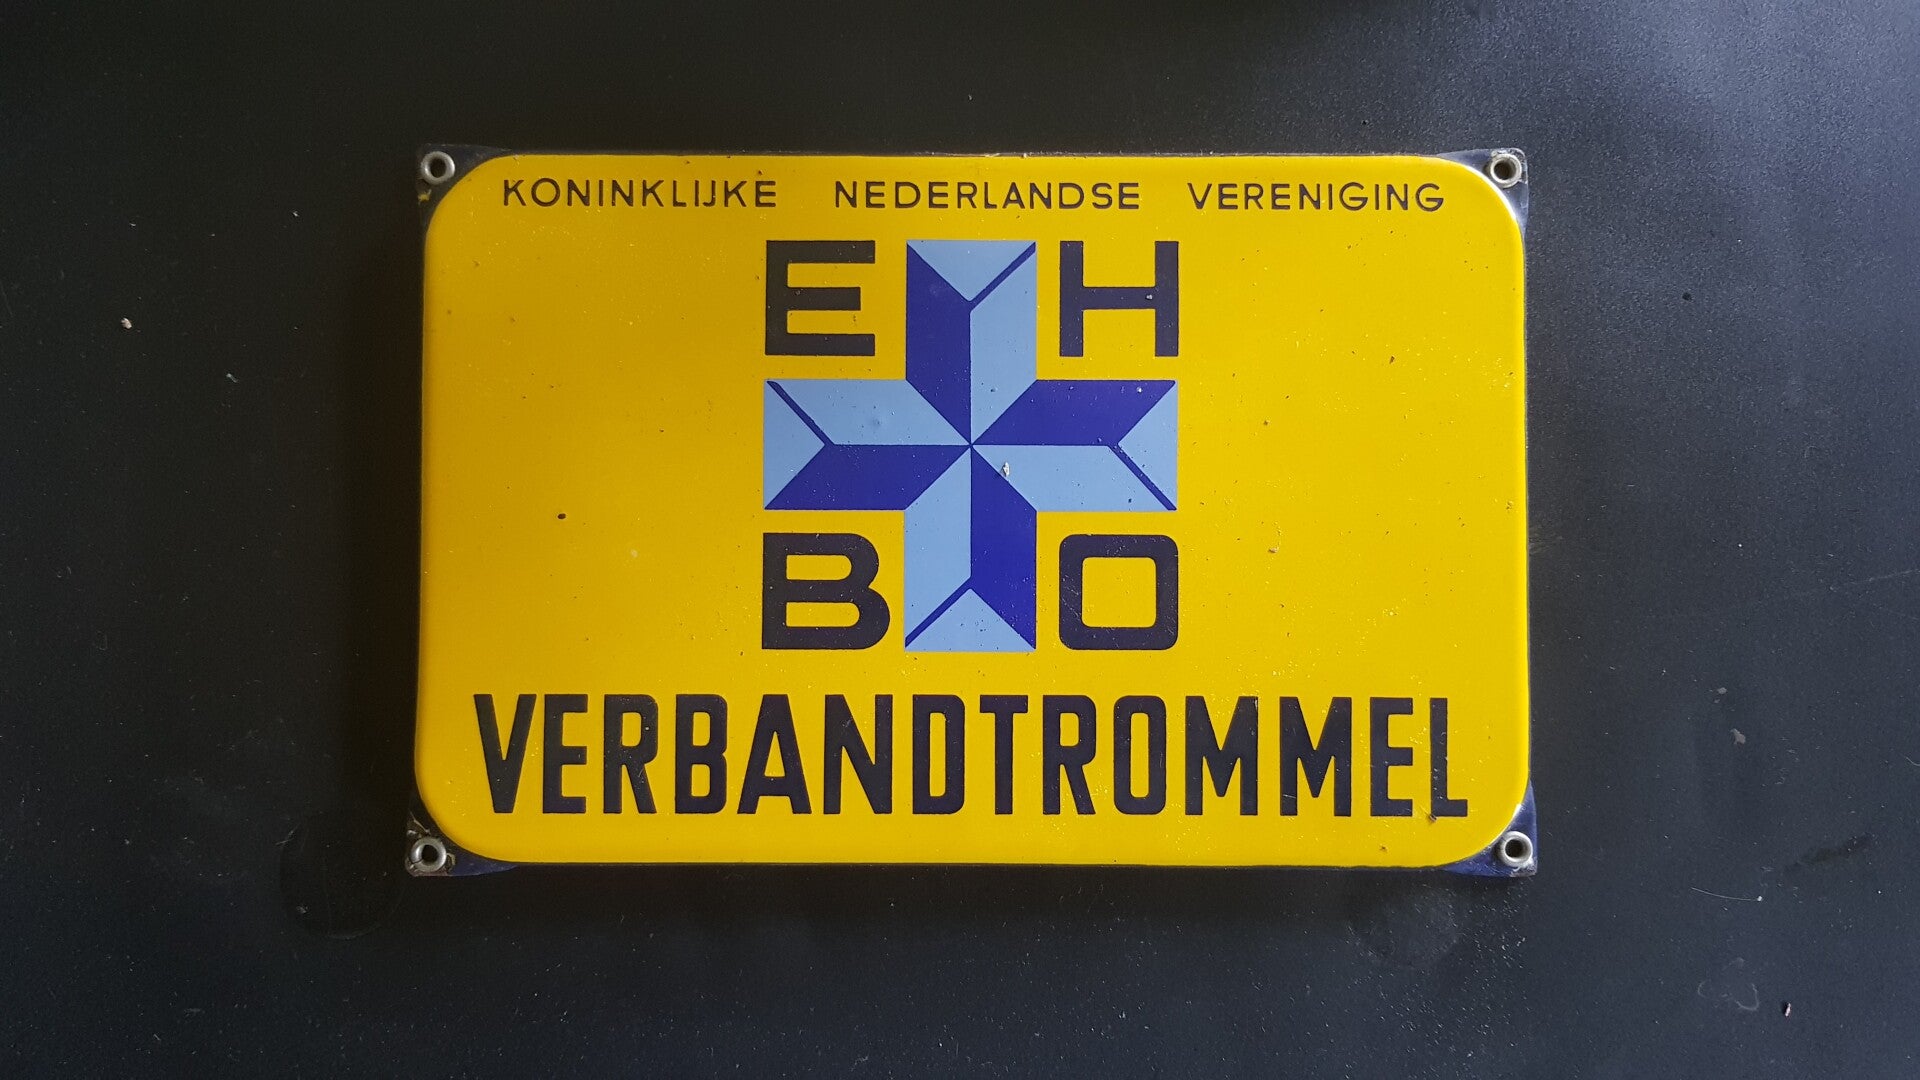 KONINKLIJKE NEDERLANDSE VERENIGING
E H
B O
VERBANDTROMMEL